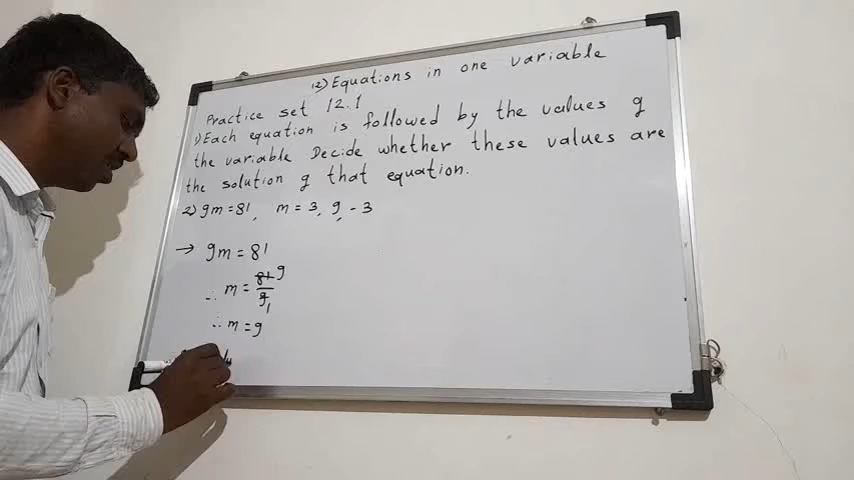 12) Equations in one variable
Practice set 12.1
1) Each equation is followed by the values of
the variable Decide whether these values are
the solution of that equation.
2) 9m = 81, m = 3, 9, -3
→ 9m = 81
∴ m = 81/9 9 1
∴ m = 9